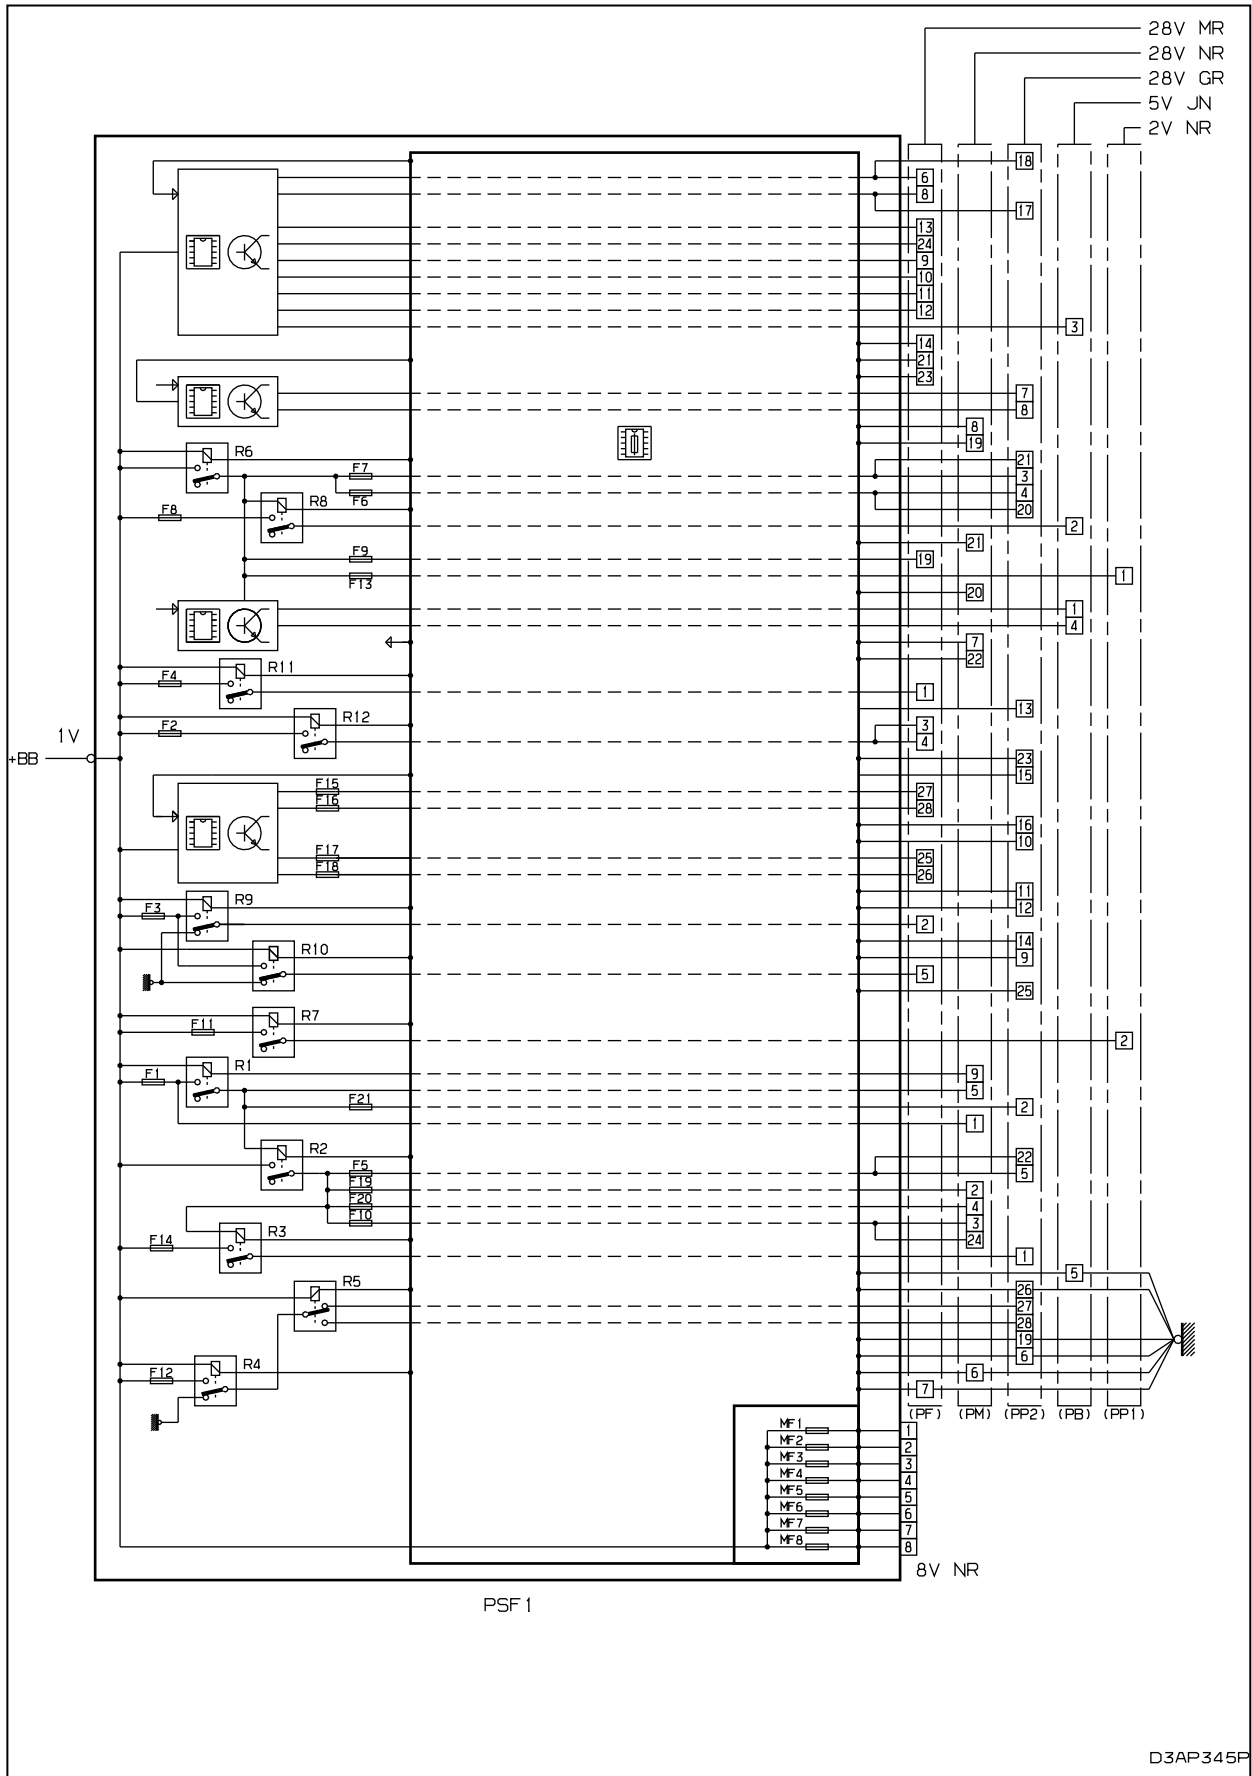 28V MR
28V NR
28V GR
5V JN
2V NR
18
6
8
17
13
24
9
10
11
12
3
14
21
23
7
8
8
19
R6
21
F7
3
4
F6
R8
20
F8
2
21
F9
19
F13
1
20
1
4
7
R11
22
F4
1
13
R12
3
F2
4
1V
+BB
23
15
F15
27
F16
28
16
10
F17
25
F18
26
11
R9
12
F3
2
14
R10
9
5
25
R7
F11
2
R1
9
F1
5
F21
2
1
R2
22
F5
5
F19
2
F20
4
F10
3
R3
24
F14
1
5
R5
26
27
28
19
6
R4
6
F12
7
(PF) (PM) (PP2) (PB) (PP1)
MF1 1
MF2 2
MF3 3
MF4 4
MF5 5
MF6 6
MF7 7
MF8 8
8V NR
PSF1
D3AP345P